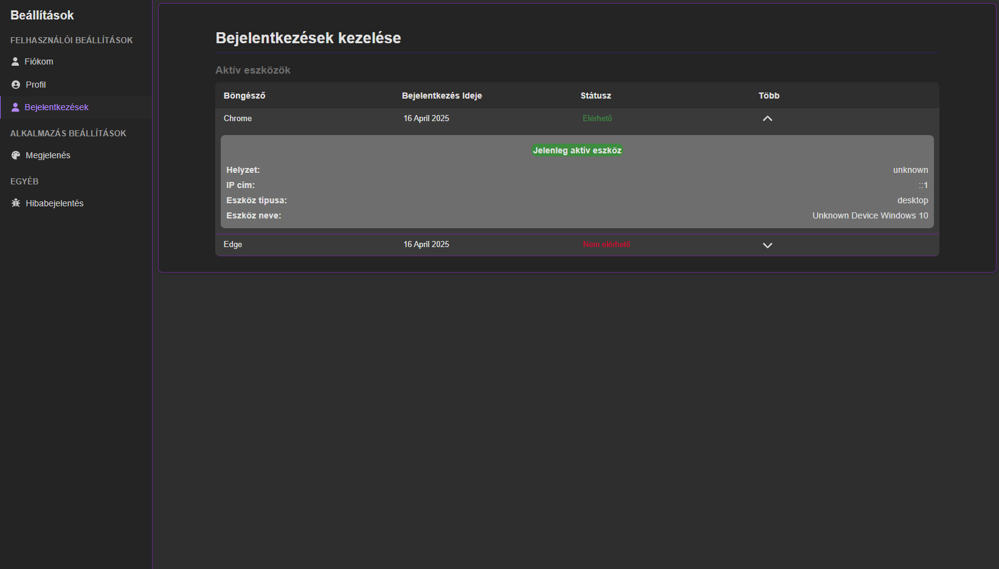 Beállítások
FELHASZNÁLÓI BEÁLLÍTÁSOK
Fiókom
Profil
Bejelentkezések
ALKALMAZÁS BEÁLLÍTÁSOK
Megjelenés
EGYÉB
Hibabejelentés
Bejelentkezések kezelése
Aktív eszközök
Böngésző Bejelentkezés Ideje Státusz Több
Chrome 16 April 2025 Elérhető
Jelenleg aktív eszköz
Helyzet: unknown
IP cím: ::1
Eszköz típusa: desktop
Eszköz neve: Unknown Device Windows 10
Edge 16 April 2025 Nem elérhető